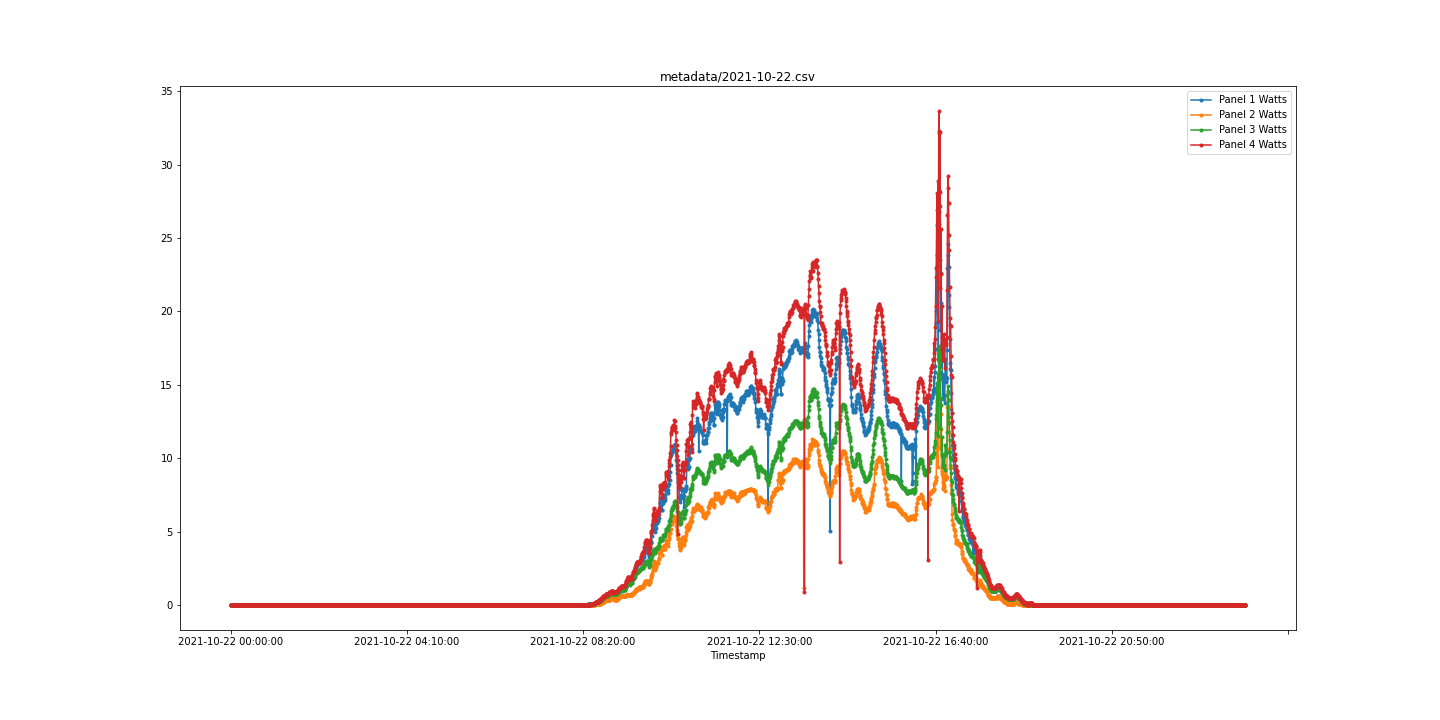 metadata/2021-10-22.csv
35
30
25
20
15
10
5
0
Panel 1 Watts
Panel 2 Watts
Panel 3 Watts
Panel 4 Watts
2021-10-22 00:00:00
2021-10-22 04:10:00
2021-10-22 08:20:00
2021-10-22 12:30:00
2021-10-22 16:40:00
2021-10-22 20:50:00
Timestamp